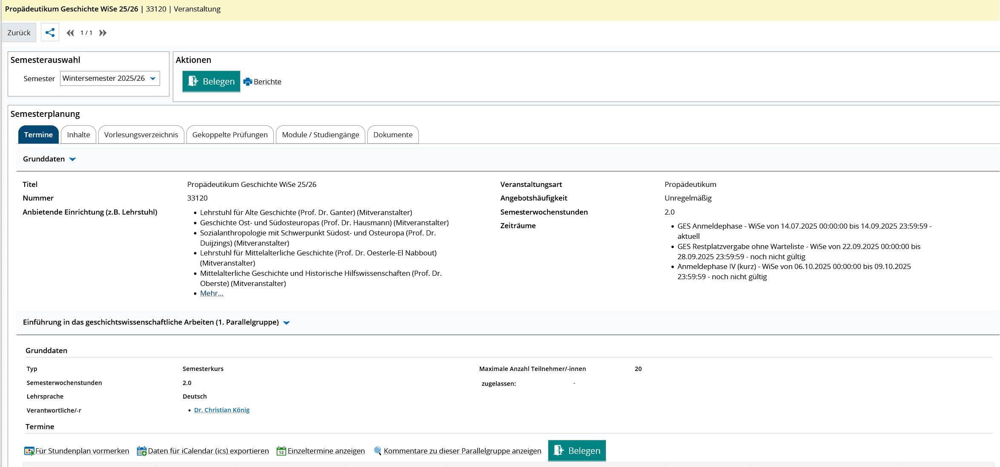 Propädeutikum Geschichte WiSe 25/26 | 33120 | Veranstaltung
Zurück
1 / 1
Semesterauswahl
Semester Wintersemester 2025/26
Aktionen
Belegen Berichte
Semesterplanung
Termine Inhalte Vorlesungsverzeichnis Gekoppelte Prüfungen Module / Studiengänge Dokumente
Grunddaten
Titel Propädeutikum Geschichte WiSe 25/26
Nummer 33120
Anbietende Einrichtung (z.B. Lehrstuhl)
• Lehrstuhl für Alte Geschichte (Prof. Dr. Ganter) (Mitveranstalter)
• Geschichte Ost- und Südosteuropas (Prof. Dr. Hausmann) (Mitveranstalter)
• Sozialanthropologie mit Schwerpunkt Südost- und Osteuropa (Prof. Dr.
Duijzings) (Mitveranstalter)
• Lehrstuhl für Mittelalterliche Geschichte (Prof. Dr. Oesterle-El Nabbout)
(Mitveranstalter)
• Mittelalterliche Geschichte und Historische Hilfswissenschaften (Prof. Dr.
Oberste) (Mitveranstalter)
• Mehr...
Veranstaltungsart Propädeutikum
Angebotshäufigkeit Unregelmäßig
Semesterwochenstunden 2.0
Zeiträume
• GES Anmeldephase - WiSe von 14.07.2025 00:00:00 bis 14.09.2025 23:59:59 -
aktuell
• GES Restplatzvergabe ohne Warteliste - WiSe von 22.09.2025 00:00:00 bis
28.09.2025 23:59:59 - noch nicht gültig
• Anmeldephase IV (kurz) - WiSe von 06.10.2025 00:00:00 bis 09.10.2025
23:59:59 - noch nicht gültig
Einführung in das geschichtswissenschaftliche Arbeiten (1. Parallelgruppe)
Grunddaten
Typ Semesterkurs
Semesterwochenstunden 2.0
Lehrsprache Deutsch
Verantwortliche/-r • Dr. Christian König
Maximale Anzahl Teilnehmer/-innen 20
zugelassen: -
Termine
Für Stundenplan vormerken Daten für iCalendar (ics) exportieren 12 Einzeltermine anzeigen Kommentare zu dieser Parallelgruppe anzeigen Belegen